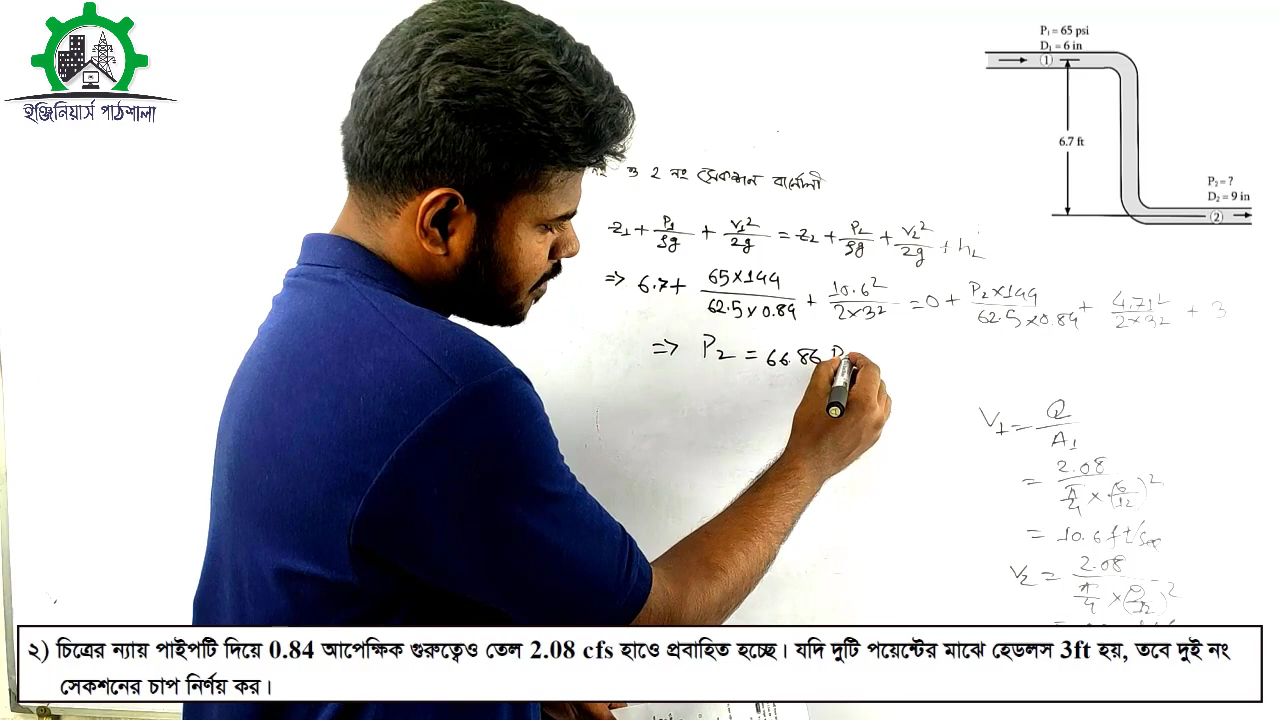 ইঞ্জিনিয়ার্স পাঠশালা
P₁ = 65 psi
D₁ = 6 in
①
6.7 ft
P₂ = ?
D₂ = 9 in
②
ও 2 নং সেকশন বার্নোলী
z₁ + P₁/ρg + v₁²/2g = z₂ + P₂/ρg + v₂²/2g + h_L
=> 6.7 + 65×144/62.5×0.84 + 10.6²/2×32 = 0 + P₂×144/62.5×0.84 + 4.71²/2×32 + 3
=> P₂ = 66.86 P
V₁ = Q/A₁
= 2.08/π/4 × (6/12)²
= 10.6 ft/sec
V₂ = 2.08/π/4 × (9/12)²
২) চিত্রের ন্যায় পাইপটি দিয়ে 0.84 আপেক্ষিক গুরুত্বেও তেল 2.08 cfs হাওে প্রবাহিত হচ্ছে। যদি দুটি পয়েন্টের মাঝে হেডলস 3ft হয়, তবে দুই নং
সেকশনের চাপ নির্ণয় কর।